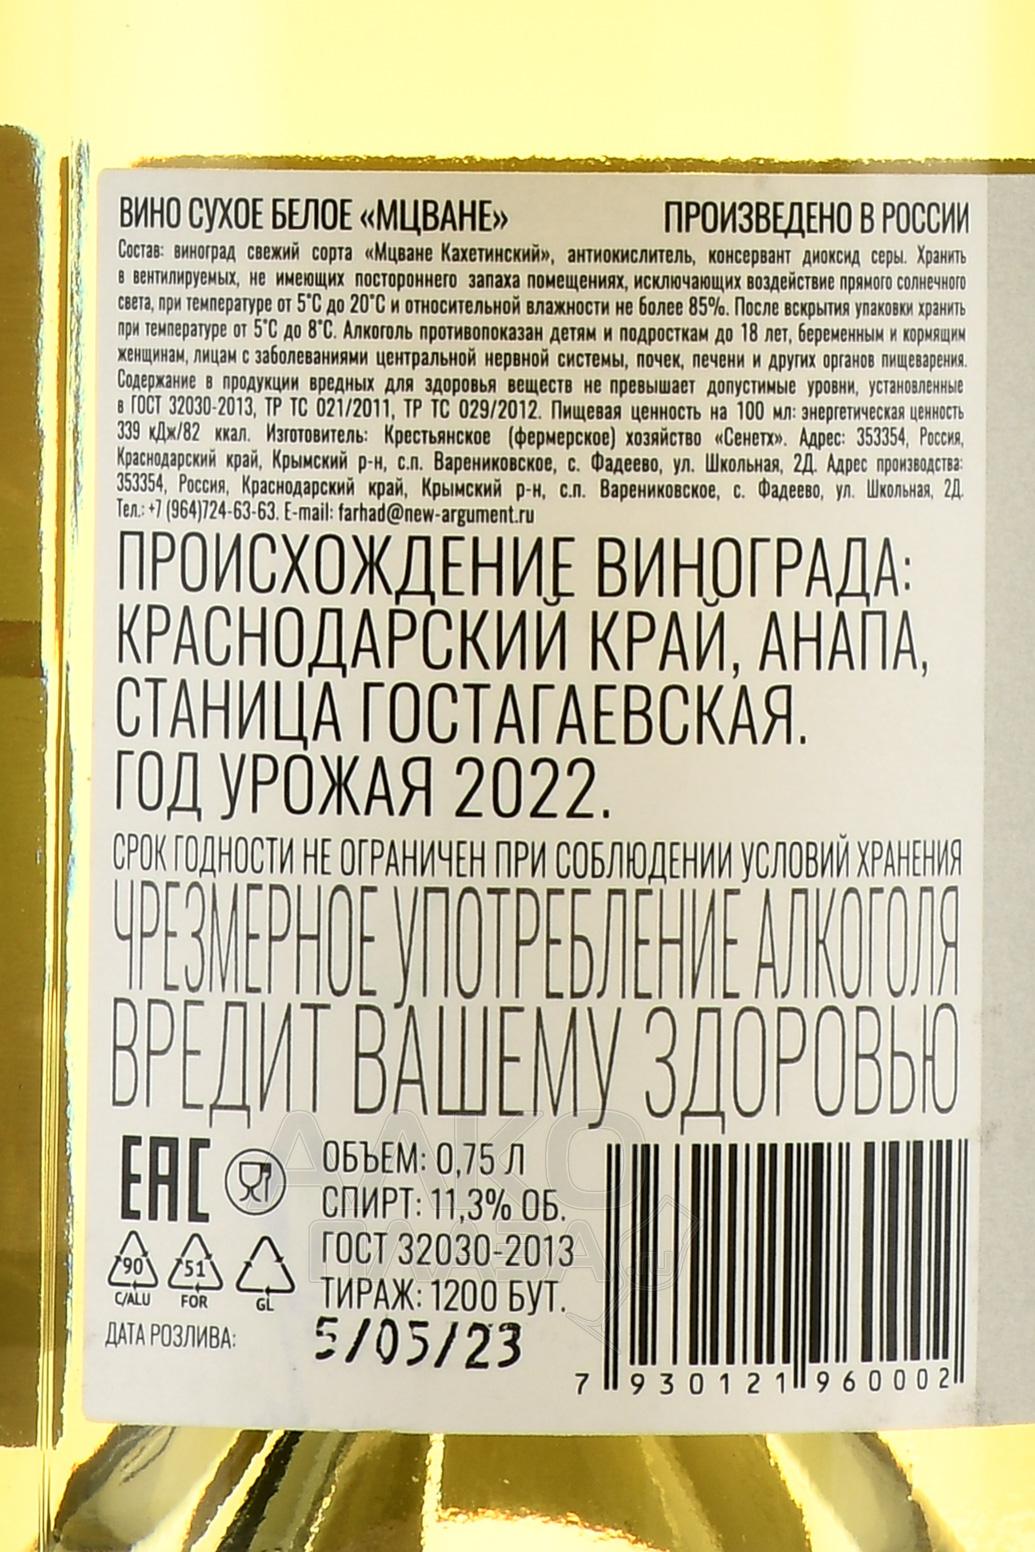 ВИНО СУХОЕ БЕЛОЕ «МЦВАНЕ» ПРОИЗВЕДЕНО В РОССИИ
Состав: виноград свежий сорта «Мцване Кахетинский», антиокислитель, консервант диоксид серы. Хранить
в вентилируемых, не имеющих постороннего запаха помещениях, исключающих воздействие прямого солнечного
света, при температуре от 5°С до 20°С и относительной влажности не более 85%. После вскрытия упаковки хранить
при температуре от 5°С до 8°С. Алкоголь противопоказан детям и подросткам до 18 лет, беременным и кормящим
женщинам, лицам с заболеваниями центральной нервной системы, почек, печени и других органов пищеварения.
Содержание в продукции вредных для здоровья веществ не превышает допустимые уровни, установленные
в ГОСТ 32030-2013, ТР ТС 021/2011, ТР ТС 029/2012. Пищевая ценность на 100 мл: энергетическая ценность
339 кДж/82 ккал. Изготовитель: Крестьянское (фермерское) хозяйство «Сенетх». Адрес: 353354, Россия,
Краснодарский край, Крымский р-н, с.п. Варениковское, с. Фадеево, ул. Школьная, 2Д. Адрес производства:
353354, Россия, Краснодарский край, Крымский р-н, с.п. Варениковское, с. Фадеево, ул. Школьная, 2Д.
Тел.: +7 (964)724-63-63. E-mail: farhad@new-argument.ru
ПРОИСХОЖДЕНИЕ ВИНОГРАДА:
КРАСНОДАРСКИЙ КРАЙ, АНАПА,
СТАНИЦА ГОСТАГАЕВСКАЯ.
ГОД УРОЖАЯ 2022.
СРОК ГОДНОСТИ НЕ ОГРАНИЧЕН ПРИ СОБЛЮДЕНИИ УСЛОВИЙ ХРАНЕНИЯ
ЧРЕЗМЕРНОЕ УПОТРЕБЛЕНИЕ АЛКОГОЛЯ
ВРЕДИТ ВАШЕМУ ЗДОРОВЬЮ
ЕАС
ОБЪЕМ: 0,75 Л
СПИРТ: 11,3% ОБ.
ГОСТ 32030-2013
ТИРАЖ: 1200 БУТ.
90 51
C/ALU FOR GL
ДАТА РОЗЛИВА: 5/05/23
7 930121 960002
АЛКО
ПЛАЗА